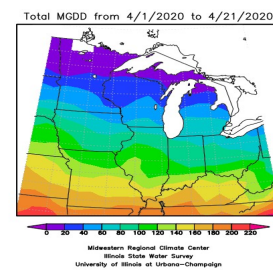 Total MGDD from 4/1/2020 to 4/21/2020
0 20 40 60 80 100 120 140 160 180 200 220
Midwestern Regional Climate Center
Illinois State Water Survey
University of Illinois at Urbana-Champaign